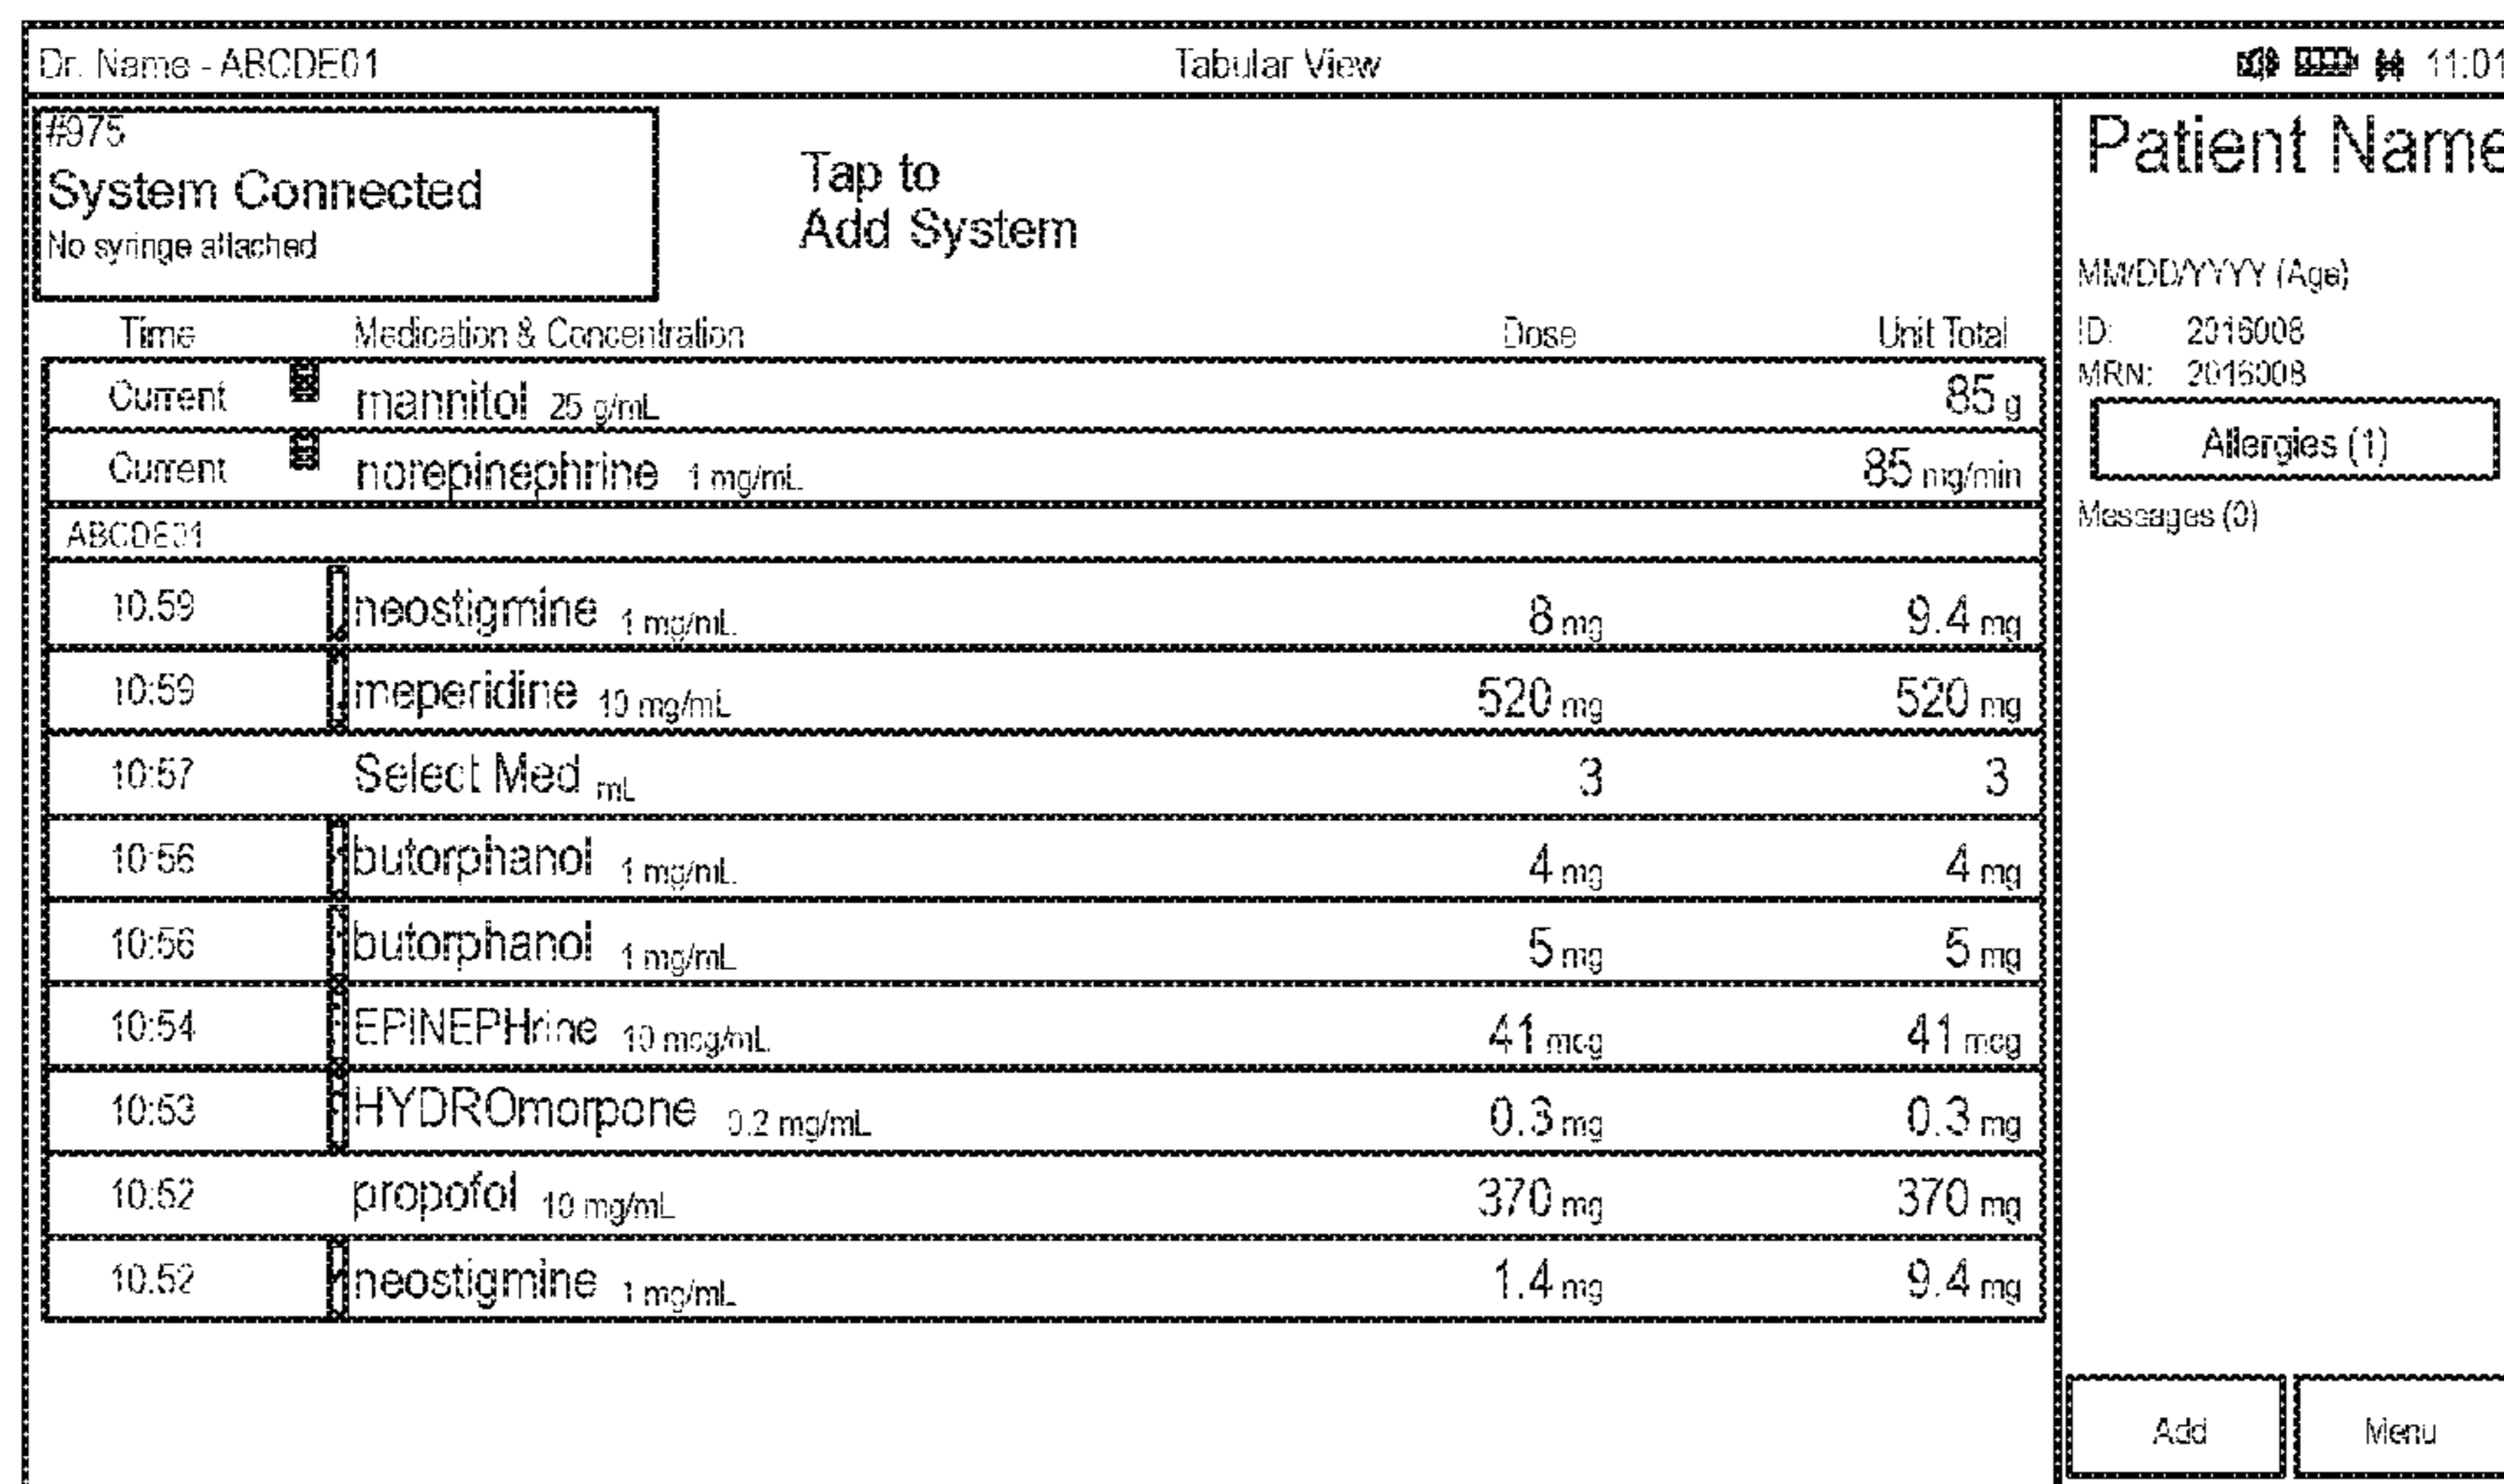 Dr. Name - ABCDE01 Tabular View 11:01
#975
System Connected
No syringe attached
Tap to
Add System
Patient Name
MM/DD/YYYY (Age)
ID: 2016008
MRN: 2016008
Allergies (1)
Messages (0)
Time Medication & Concentration Dose Unit Total
Current mannitol 25 g/mL 85 g
Current norepinephrine 1 mg/mL 85 mg/min
ABCDE01
10:59 neostigmine 1 mg/mL 8 mg 9.4 mg
10:59 meperidine 10 mg/mL 520 mg 520 mg
10:57 Select Med mL 3 3
10:56 butorphanol 1 mg/mL 4 mg 4 mg
10:56 butorphanol 1 mg/mL 5 mg 5 mg
10:54 EPINEPHrine 10 mcg/mL 41 mcg 41 mcg
10:53 HYDROmorpone 0.2 mg/mL 0.3 mg 0.3 mg
10:52 propofol 10 mg/mL 370 mg 370 mg
10:52 neostigmine 1 mg/mL 1.4 mg 9.4 mg
Add Menu